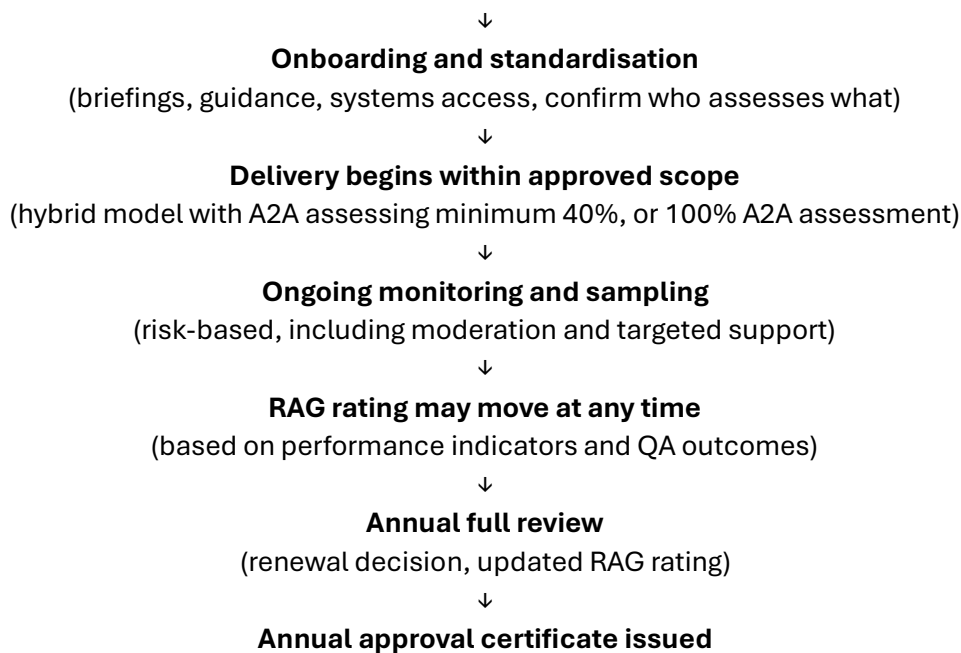 ↓
Onboarding and standardisation
(briefings, guidance, systems access, confirm who assesses what)
↓
Delivery begins within approved scope
(hybrid model with A2A assessing minimum 40%, or 100% A2A assessment)
↓
Ongoing monitoring and sampling
(risk-based, including moderation and targeted support)
↓
RAG rating may move at any time
(based on performance indicators and QA outcomes)
↓
Annual full review
(renewal decision, updated RAG rating)
↓
Annual approval certificate issued